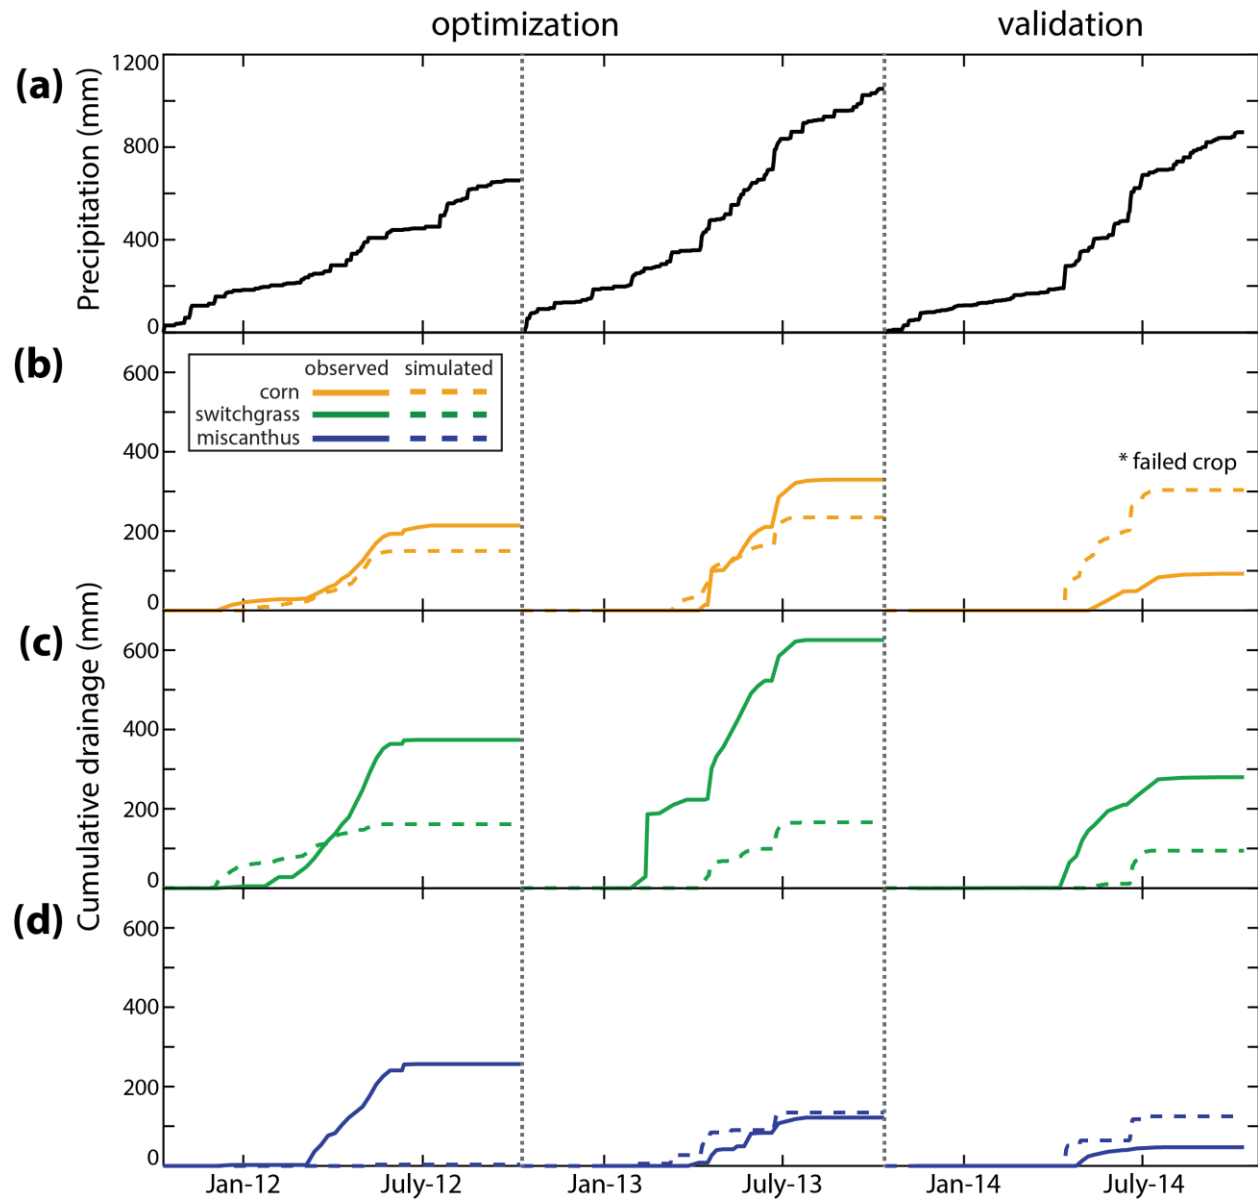 optimization validation
(a)
Precipitation (mm)
1200
800
400
0
(b)
observed simulated
corn
switchgrass
miscanthus
* failed crop
600
400
200
0
Cumulative drainage (mm)
(c)
600
400
200
0
(d)
600
400
200
0
Jan-12 July-12 Jan-13 July-13 Jan-14 July-14